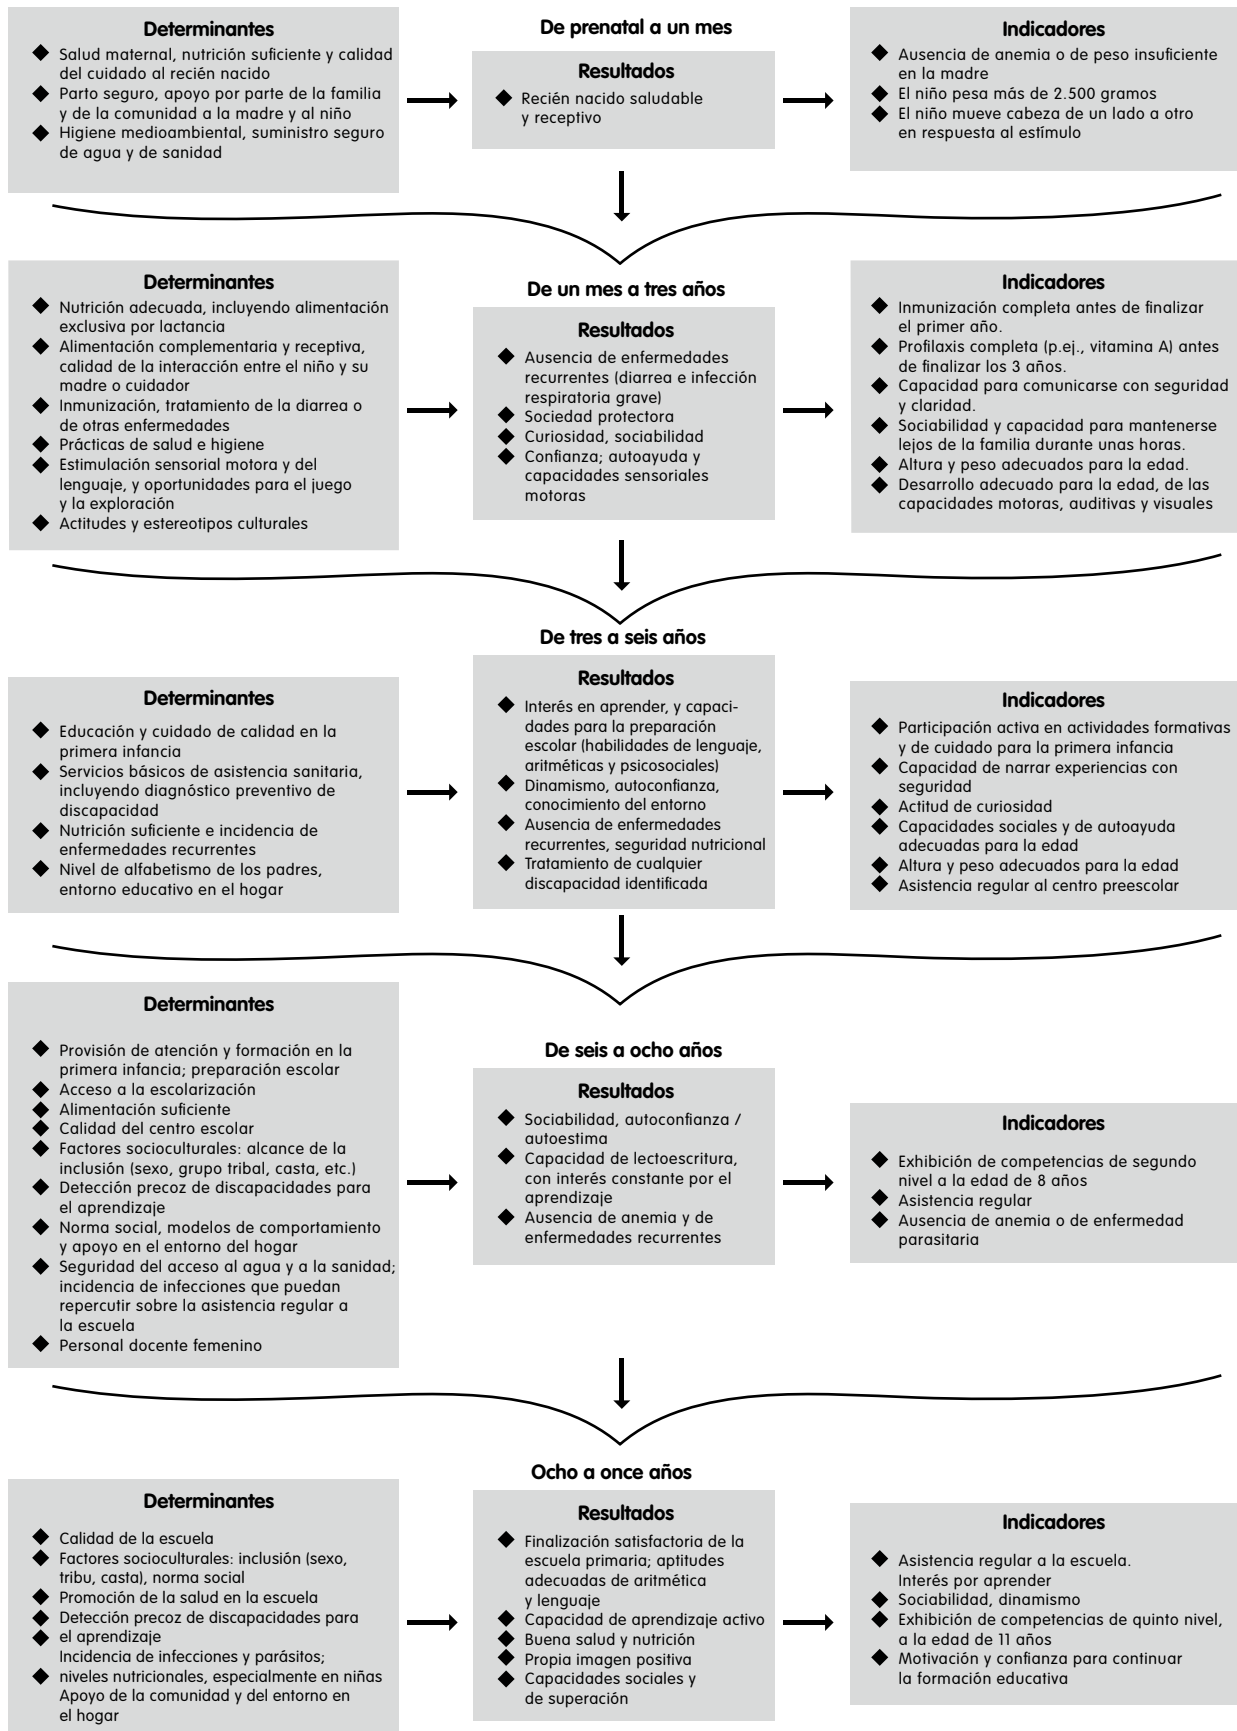 De prenatal a un mes
Determinantes
◆ Salud maternal, nutrición suficiente y calidad
del cuidado al recién nacido
◆ Parto seguro, apoyo por parte de la familia
y de la comunidad a la madre y al niño
◆ Higiene medioambiental, suministro seguro
de agua y de sanidad
Resultados
◆ Recién nacido saludable
y receptivo
Indicadores
◆ Ausencia de anemia o de peso insuficiente
en la madre
◆ El niño pesa más de 2.500 gramos
◆ El niño mueve cabeza de un lado a otro
en respuesta al estímulo
De un mes a tres años
Determinantes
◆ Nutrición adecuada, incluyendo alimentación
exclusiva por lactancia
◆ Alimentación complementaria y receptiva,
calidad de la interacción entre el niño y su
madre o cuidador
◆ Inmunización, tratamiento de la diarrea o
de otras enfermedades
◆ Prácticas de salud e higiene
◆ Estimulación sensorial motora y del
lenguaje, y oportunidades para el juego
y la exploración
◆ Actitudes y estereotipos culturales
Resultados
◆ Ausencia de enfermedades
recurrentes (diarrea e infección
respiratoria grave)
◆ Sociedad protectora
◆ Curiosidad, sociabilidad
◆ Confianza; autoayuda y
capacidades sensoriales
motoras
Indicadores
◆ Inmunización completa antes de finalizar
el primer año.
◆ Profilaxis completa (p.ej., vitamina A) antes
de finalizar los 3 años.
◆ Capacidad para comunicarse con seguridad
y claridad.
◆ Sociabilidad y capacidad para mantenerse
lejos de la familia durante unas horas.
◆ Altura y peso adecuados para la edad.
◆ Desarrollo adecuado para la edad, de las
capacidades motoras, auditivas y visuales
De tres a seis años
Determinantes
◆ Educación y cuidado de calidad en la
primera infancia
◆ Servicios básicos de asistencia sanitaria,
incluyendo diagnóstico preventivo de
discapacidad
◆ Nutrición suficiente e incidencia de
enfermedades recurrentes
◆ Nivel de alfabetismo de los padres,
entorno educativo en el hogar
Resultados
◆ Interés en aprender, y capaci-
dades para la preparación
escolar (habilidades de lenguaje,
aritméticas y psicosociales)
◆ Dinamismo, autoconfianza,
conocimiento del entorno
◆ Ausencia de enfermedades
recurrentes, seguridad nutricional
◆ Tratamiento de cualquier
discapacidad identificada
Indicadores
◆ Participación activa en actividades formativas
y de cuidado para la primera infancia
◆ Capacidad de narrar experiencias con
seguridad
◆ Actitud de curiosidad
◆ Capacidades sociales y de autoayuda
adecuadas para la edad
◆ Altura y peso adecuados para la edad
◆ Asistencia regular al centro preescolar
De seis a ocho años
Determinantes
◆ Provisión de atención y formación en la
primera infancia; preparación escolar
◆ Acceso a la escolarización
◆ Alimentación suficiente
◆ Calidad del centro escolar
◆ Factores socioculturales: alcance de la
inclusión (sexo, grupo tribal, casta, etc.)
◆ Detección precoz de discapacidades para
el aprendizaje
◆ Norma social, modelos de comportamiento
y apoyo en el entorno del hogar
◆ Seguridad del acceso al agua y a la sanidad;
incidencia de infecciones que puedan
repercutir sobre la asistencia regular a
la escuela
◆ Personal docente femenino
Resultados
◆ Sociabilidad, autoconfianza /
autoestima
◆ Capacidad de lectoescritura,
con interés constante por el
aprendizaje
◆ Ausencia de anemia y de
enfermedades recurrentes
Indicadores
◆ Exhibición de competencias de segundo
nivel a la edad de 8 años
◆ Asistencia regular
◆ Ausencia de anemia o de enfermedad
parasitaria
Ocho a once años
Determinantes
◆ Calidad de la escuela
◆ Factores socioculturales: inclusión (sexo,
tribu, casta), norma social
◆ Promoción de la salud en la escuela
◆ Detección precoz de discapacidades para
◆ el aprendizaje
Incidencia de infecciones y parásitos;
◆ niveles nutricionales, especialmente en niñas
Apoyo de la comunidad y del entorno en
el hogar
Resultados
◆ Finalización satisfactoria de la
escuela primaria; aptitudes
adecuadas de aritmética
y lenguaje
◆ Capacidad de aprendizaje activo
◆ Buena salud y nutrición
◆ Propia imagen positiva
◆ Capacidades sociales y
de superación
Indicadores
◆ Asistencia regular a la escuela.
Interés por aprender
◆ Sociabilidad, dinamismo
◆ Exhibición de competencias de quinto nivel,
a la edad de 11 años
◆ Motivación y confianza para continuar
la formación educativa